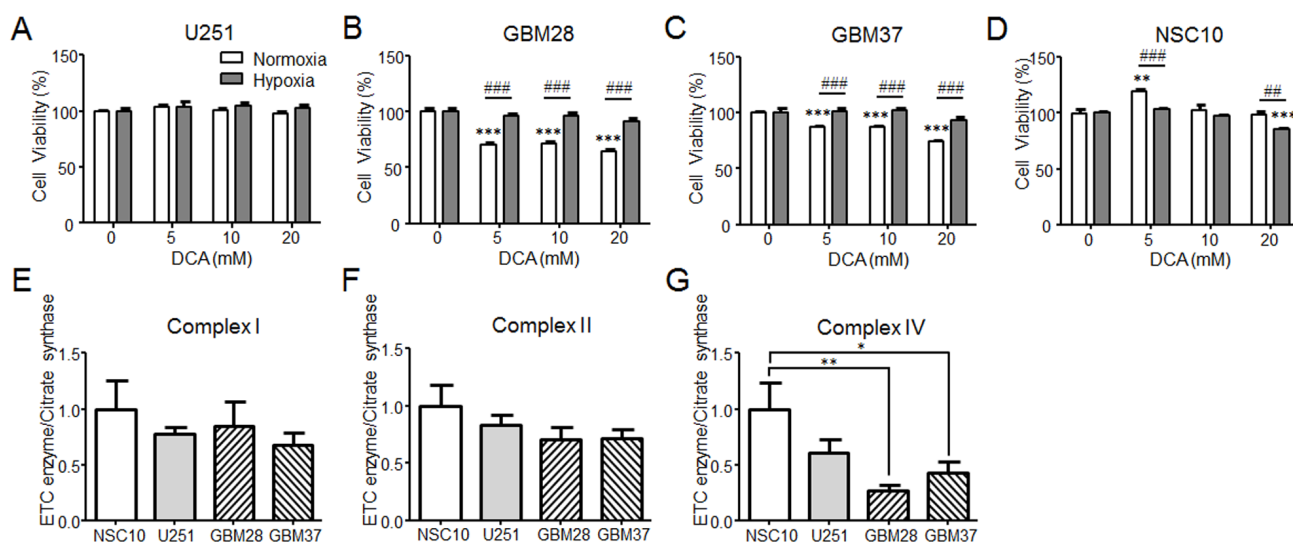 A
U251
Cell Viability (%)
150
100
50
0
Normoxia
Hypoxia
0 5 10 20
DCA (mM)
B
GBM28
Cell Viability (%)
150
100
50
0
### ### ###
*** *** ***
0 5 10 20
DCA (mM)
C
GBM37
Cell Viability (%)
150
100
50
0
### ### ###
*** *** ***
0 5 10 20
DCA (mM)
D
NSC10
Cell Viability (%)
150
100
50
0
### ##
** ***
0 5 10 20
DCA (mM)
E
Complex I
ETC enzyme/Citrate synthase
1.5
1.0
0.5
0.0
NSC10 U251 GBM28 GBM37
F
Complex II
ETC enzyme/Citrate synthase
1.5
1.0
0.5
0.0
NSC10 U251 GBM28 GBM37
G
Complex IV
ETC enzyme/Citrate synthase
1.5
1.0
0.5
0.0
*
**
NSC10 U251 GBM28 GBM37